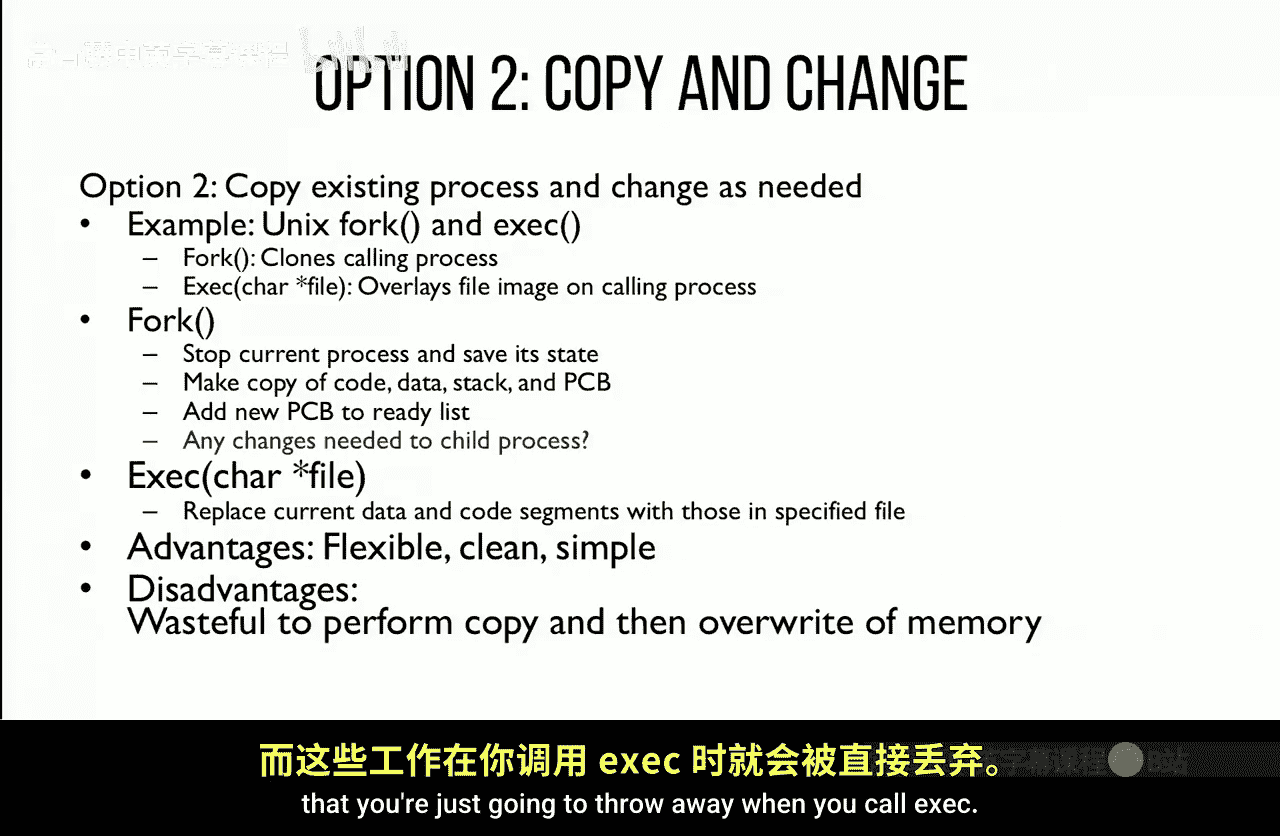 OPTION 2: COPY AND CHANGE
Option 2: Copy existing process and change as needed
• Example: Unix fork() and exec()
– Fork(): Clones calling process
– Exec(char *file): Overlays file image on calling process
• Fork()
– Stop current process and save its state
– Make copy of code, data, stack, and PCB
– Add new PCB to ready list
– Any changes needed to child process?
• Exec(char *file)
– Replace current data and code segments with those in specified file
• Advantages: Flexible, clean, simple
• Disadvantages:
Wasteful to perform copy and then overwrite of memory
而这些工作在你调用 exec 时就会被直接丢弃。
字幕课程 B站
that you're just going to throw away when you call exec.